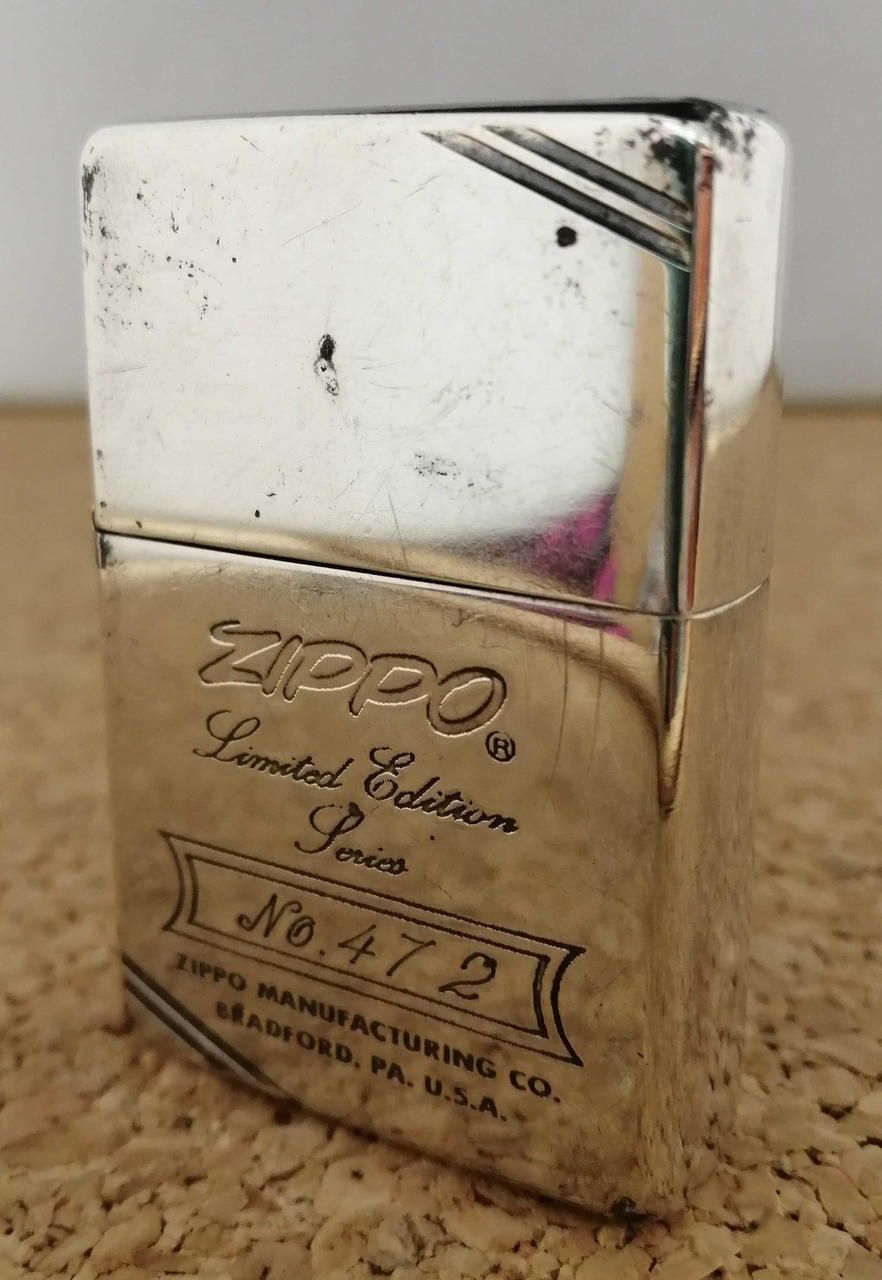 ZIPPO®
Limited Edition
Series
No. 472
ZIPPO MANUFACTURING CO.
BRADFORD. PA. U.S.A.